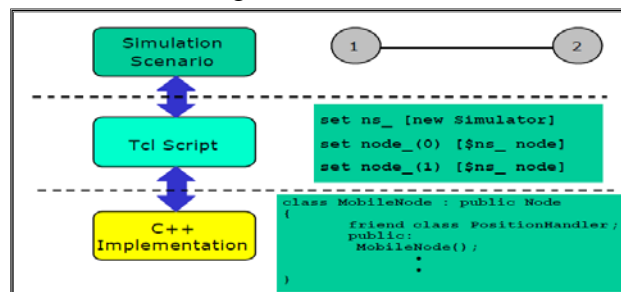 Simulation
Scenario
1
2
Tcl Script
set ns_ [new Simulator]
set node_(0) [$ns_ node]
set node_(1) [$ns_ node]
C++
Implementation
class MobileNode : public Node
{
friend class PositionHandler;
public:
MobileNode();
•
•
}